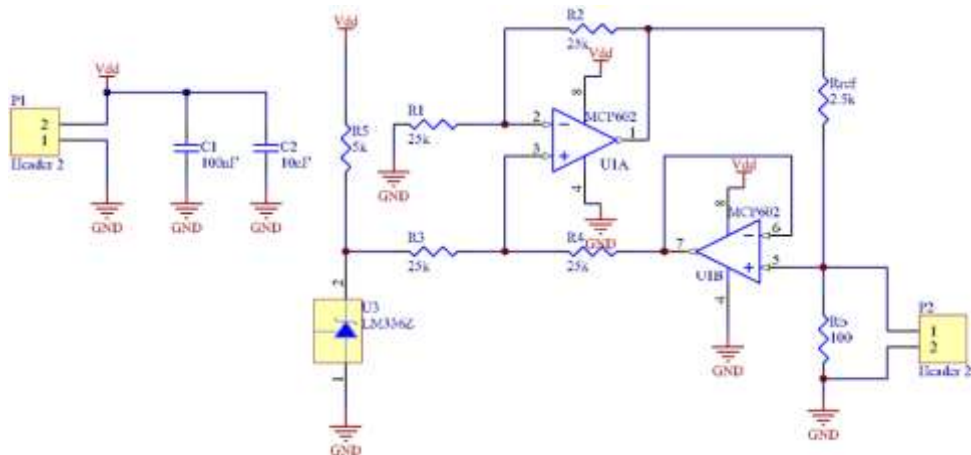 Vdd
P1
2
1
Header 2
GND
C1
100nF
GND
C2
10uF
GND
Vdd
R5
5k
2
U3
LM336Z
1
GND
R1
25k
GND
R2
25k
Vdd
8
MCP602
2
3
1
U1A
4
GND
R3
25k
R4
25k
Vdd
8
MCP602
7
6
5
U1B
4
GND
Rref
2.5k
100
GND
P2
1
2
Header 2